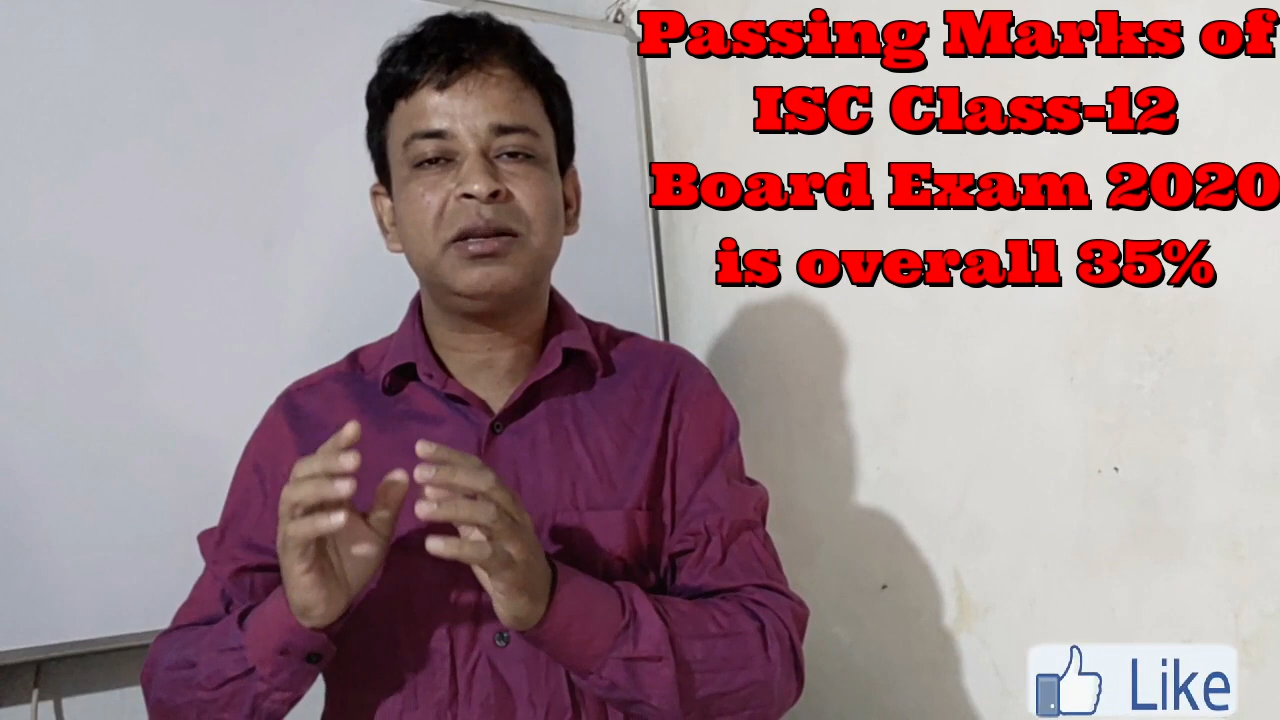 Passing Marks of
ISC Class-12
Board Exam 2020
is overall 35%
Like